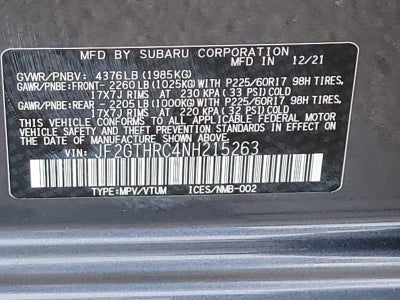 MFD BY SUBARU CORPORATION IN 12/21
GVWR/PNBV: 4376LB (1985KG)
GAWR/PNBE:FRONT- 2260LB (1025KG) WITH/AVEC P225/60R17 98H TIRES,
17X7J RIMS AT 230 KPA (33 PSI)COLD
GAWR/PNBE:REAR - 2205LB (1000KG) WITH/AVEC P225/60R17 98H TIRES,
17X7J RIMS AT 220 KPA (32 PSI)COLD
THIS VEHICLE CONFORMS TO ALL APPLICABLE FEDERAL
MOTOR VEHICLE SAFETY, BUMPER, AND THEFT
PREVENTION STANDARDS IN EFFECT ON THE DATE
OF MANUFACTURE SHOWN ABOVE.
VIN: JF2GTHRC4NH215263
TYPE:MPV/VTUM ICES/NMB-002